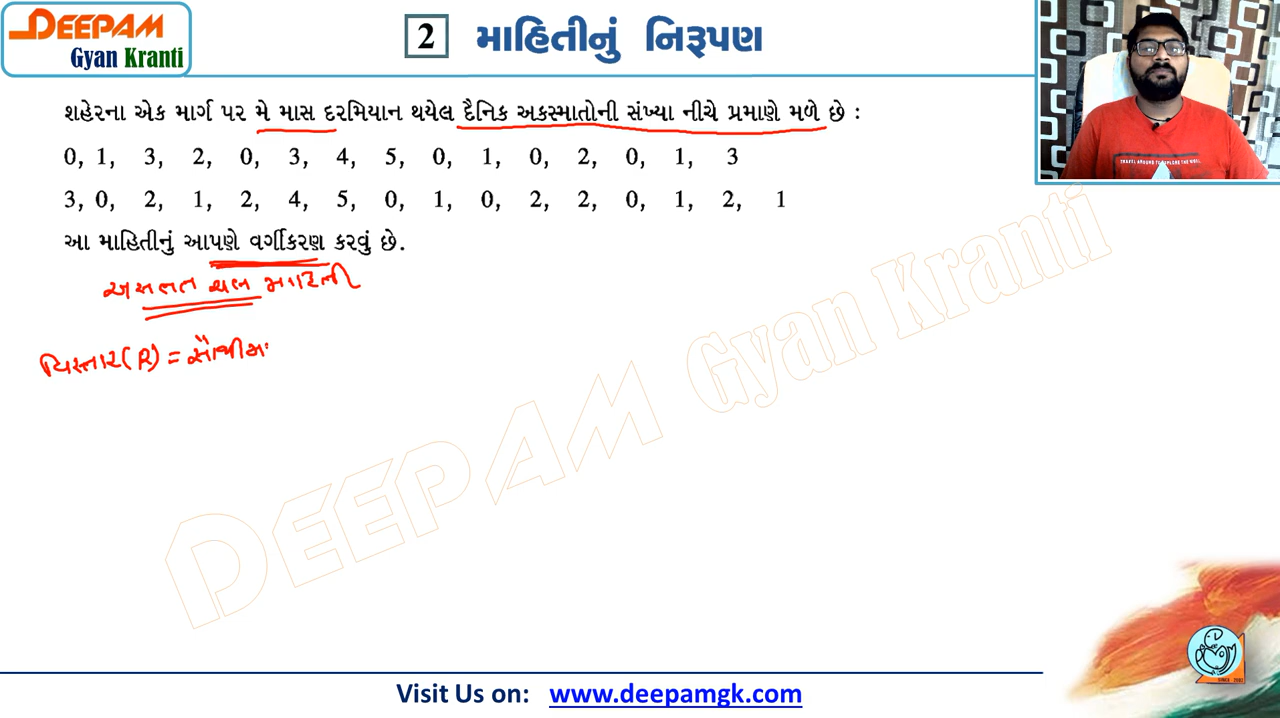 DEEPAM
Gyan Kranti
2 માહિતીનું નિરૂપણ
શહેરના એક માર્ગ પર મે માસ દરમિયાન થયેલ દૈનિક અકસ્માતોની સંખ્યા નીચે પ્રમાણે મળે છે :
0, 1, 3, 2, 0, 3, 4, 5, 0, 1, 0, 2, 0, 1, 3
3, 0, 2, 1, 2, 4, 5, 0, 1, 0, 2, 2, 0, 1, 2, 1
આ માહિતીનું આપણે વર્ગીકરણ કરવું છે.
અસતત ચલ માહિતી
વિસ્તાર (R) =
DEEPAM Gyan Kranti
Visit Us on: www.deepamgk.com